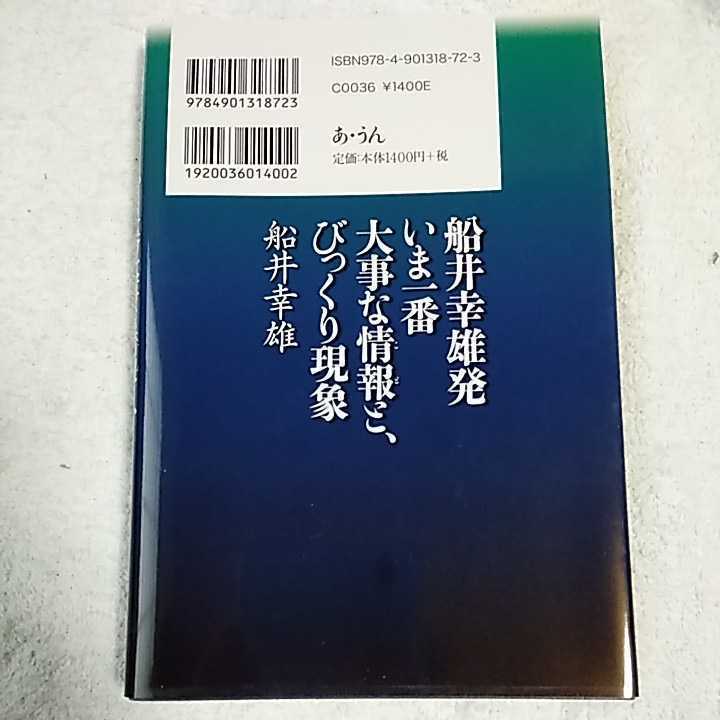 ISBN978-4-901318-72-3
C0036 ¥1400E
9784901318723
あ・うん
定価:本体1400円+税
1920036014002
船井幸雄発
いま一番
大事な情報と、
びっくり現象
船井幸雄